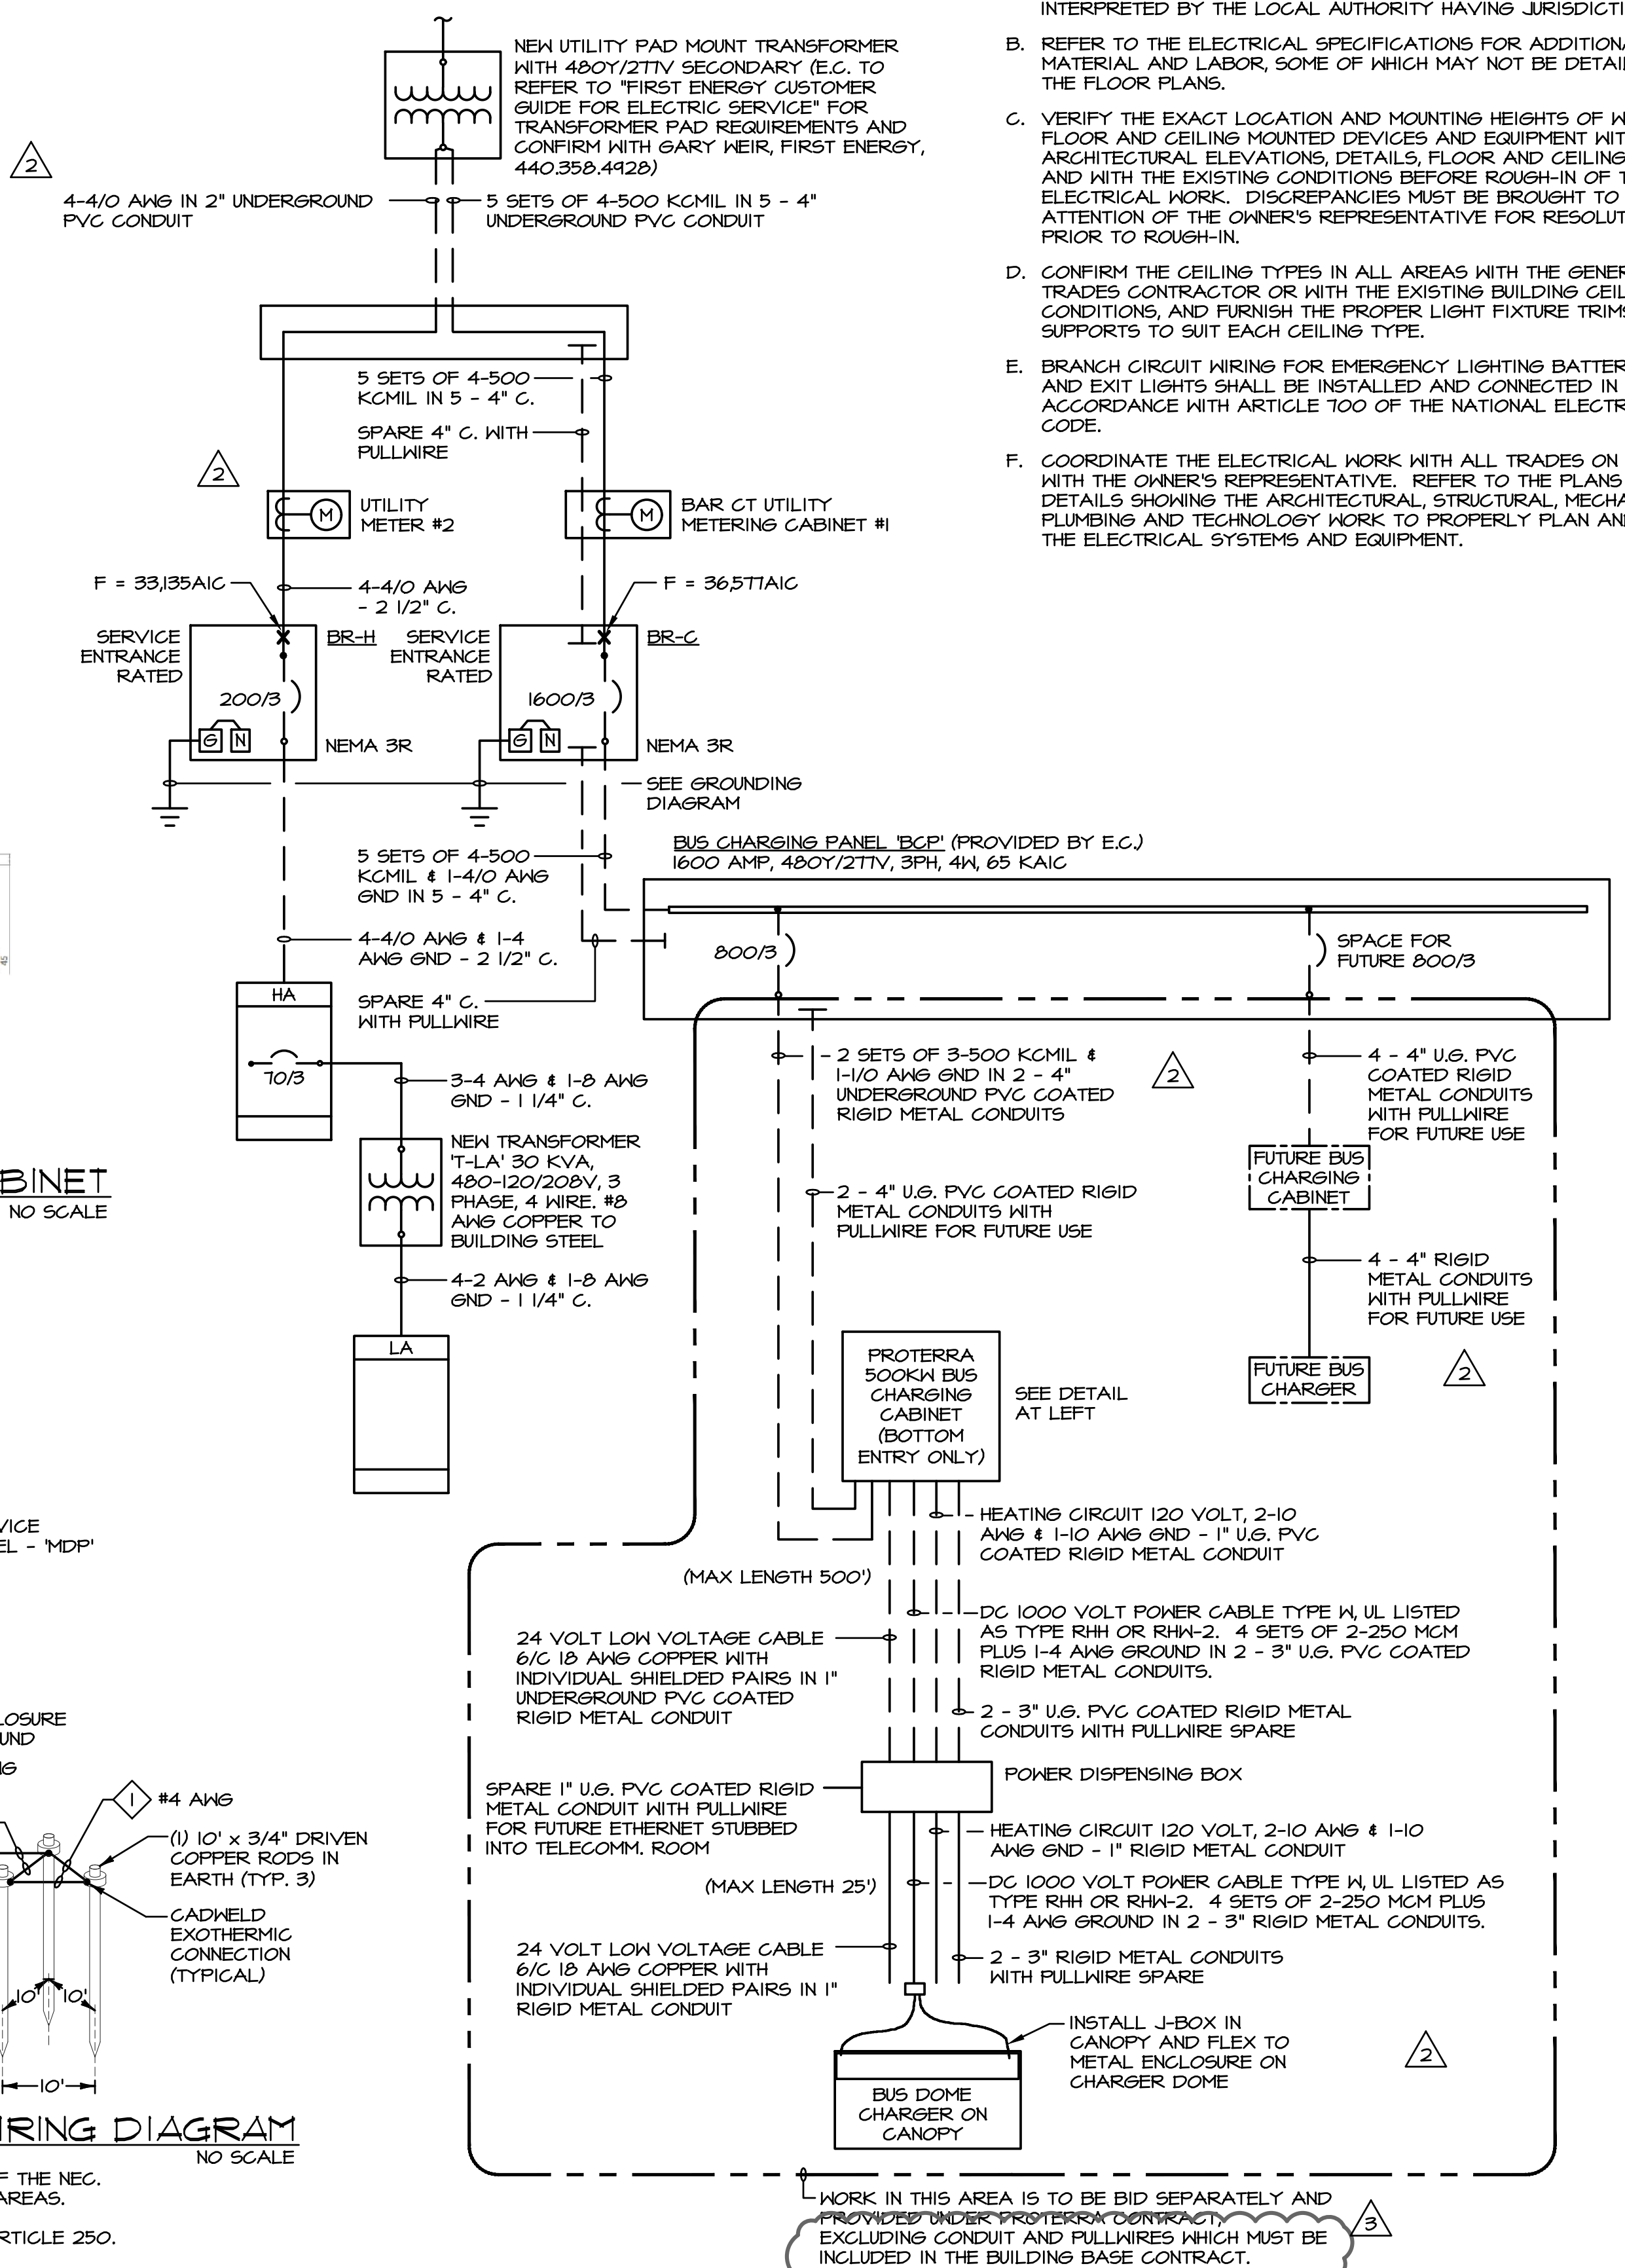 INTERPRETED BY THE LOCAL AUTHORITY HAVING JURISDICTI
B. REFER TO THE ELECTRICAL SPECIFICATIONS FOR ADDITIONA
MATERIAL AND LABOR, SOME OF WHICH MAY NOT BE DETAI
THE FLOOR PLANS.
C. VERIFY THE EXACT LOCATION AND MOUNTING HEIGHTS OF W
FLOOR AND CEILING MOUNTED DEVICES AND EQUIPMENT WIT
ARCHITECTURAL ELEVATIONS, DETAILS, FLOOR AND CEILING
AND WITH THE EXISTING CONDITIONS BEFORE ROUGH-IN OF T
ELECTRICAL WORK. DISCREPANCIES MUST BE BROUGHT TO
ATTENTION OF THE OWNER'S REPRESENTATIVE FOR RESOLUT
PRIOR TO ROUGH-IN.
D. CONFIRM THE CEILING TYPES IN ALL AREAS WITH THE GENER
TRADES CONTRACTOR OR WITH THE EXISTING BUILDING CEIL
CONDITIONS, AND FURNISH THE PROPER LIGHT FIXTURE TRIMS
SUPPORTS TO SUIT EACH CEILING TYPE.
E. BRANCH CIRCUIT WIRING FOR EMERGENCY LIGHTING BATTER
AND EXIT LIGHTS SHALL BE INSTALLED AND CONNECTED IN
ACCORDANCE WITH ARTICLE 700 OF THE NATIONAL ELECTR
CODE.
F. COORDINATE THE ELECTRICAL WORK WITH ALL TRADES ON
WITH THE OWNER'S REPRESENTATIVE. REFER TO THE PLANS
DETAILS SHOWING THE ARCHITECTURAL, STRUCTURAL, MECHA
PLUMBING AND TECHNOLOGY WORK TO PROPERLY PLAN AN
THE ELECTRICAL SYSTEMS AND EQUIPMENT.
NEW UTILITY PAD MOUNT TRANSFORMER
WITH 480Y/277V SECONDARY (E.C. TO
REFER TO "FIRST ENERGY CUSTOMER
GUIDE FOR ELECTRIC SERVICE" FOR
TRANSFORMER PAD REQUIREMENTS AND
CONFIRM WITH GARY WEIR, FIRST ENERGY,
440.358.4928)
2
4-4/0 AWG IN 2" UNDERGROUND
PVC CONDUIT
5 SETS OF 4-500 KCMIL IN 5 - 4"
UNDERGROUND PVC CONDUIT
5 SETS OF 4-500
KCMIL IN 5 - 4" C.
SPARE 4" C. WITH
PULLWIRE
2
M
UTILITY
METER #2
M
BAR CT UTILITY
METERING CABINET #1
F = 33,135AIC
4-4/0 AWG
- 2 1/2" C.
F = 36,577AIC
SERVICE
ENTRANCE
RATED
BR-H
200/3
G N
NEMA 3R
SERVICE
ENTRANCE
RATED
BR-C
1600/3
G N
NEMA 3R
SEE GROUNDING
DIAGRAM
BUS CHARGING PANEL 'BCP' (PROVIDED BY E.C.)
1600 AMP, 480Y/277V, 3PH, 4W, 65 KAIC
5 SETS OF 4-500
KCMIL & 1-4/0 AWG
GND IN 5 - 4" C.
4-4/0 AWG & 1-4
AWG GND - 2 1/2" C.
SPARE 4" C.
WITH PULLWIRE
45
800/3
SPACE FOR
FUTURE 800/3
HA
70/3
3-4 AWG & 1-8 AWG
GND - 1 1/4" C.
NEW TRANSFORMER
'T-LA' 30 KVA,
480-120/208V, 3
PHASE, 4 WIRE. #8
AWG COPPER TO
BUILDING STEEL
4-2 AWG & 1-8 AWG
GND - 1 1/4" C.
LA
2 SETS OF 3-500 KCMIL &
1-1/0 AWG GND IN 2 - 4"
UNDERGROUND PVC COATED
RIGID METAL CONDUITS
2
4 - 4" U.G. PVC
COATED RIGID
METAL CONDUITS
WITH PULLWIRE
FOR FUTURE USE
2 - 4" U.G. PVC COATED RIGID
METAL CONDUITS WITH
PULLWIRE FOR FUTURE USE
FUTURE BUS
CHARGING
CABINET
4 - 4" RIGID
METAL CONDUITS
WITH PULLWIRE
FOR FUTURE USE
FUTURE BUS
CHARGER
2
BINET
NO SCALE
PROTERRA
500KW BUS
CHARGING
CABINET
(BOTTOM
ENTRY ONLY)
SEE DETAIL
AT LEFT
VICE
EL - 'MDP'
HEATING CIRCUIT 120 VOLT, 2-10
AWG & 1-10 AWG GND - 1" U.G. PVC
COATED RIGID METAL CONDUIT
(MAX LENGTH 500')
DC 1000 VOLT POWER CABLE TYPE W, UL LISTED
AS TYPE RHH OR RHW-2. 4 SETS OF 2-250 MCM
PLUS 1-4 AWG GROUND IN 2 - 3" U.G. PVC COATED
RIGID METAL CONDUITS.
24 VOLT LOW VOLTAGE CABLE
6/C 18 AWG COPPER WITH
INDIVIDUAL SHIELDED PAIRS IN 1"
UNDERGROUND PVC COATED
RIGID METAL CONDUIT
2 - 3" U.G. PVC COATED RIGID METAL
CONDUITS WITH PULLWIRE SPARE
LOSURE
UND
G
POWER DISPENSING BOX
SPARE 1" U.G. PVC COATED RIGID
METAL CONDUIT WITH PULLWIRE
FOR FUTURE ETHERNET STUBBED
INTO TELECOMM. ROOM
1
#4 AWG
(1) 10' x 3/4" DRIVEN
COPPER RODS IN
EARTH (TYP. 3)
CADWELD
EXOTHERMIC
CONNECTION
(TYPICAL)
10' 10'
10'
HEATING CIRCUIT 120 VOLT, 2-10 AWG & 1-10
AWG GND - 1" RIGID METAL CONDUIT
(MAX LENGTH 25')
DC 1000 VOLT POWER CABLE TYPE W, UL LISTED AS
TYPE RHH OR RHW-2. 4 SETS OF 2-250 MCM PLUS
1-4 AWG GROUND IN 2 - 3" RIGID METAL CONDUITS.
24 VOLT LOW VOLTAGE CABLE
6/C 18 AWG COPPER WITH
INDIVIDUAL SHIELDED PAIRS IN 1"
RIGID METAL CONDUIT
2 - 3" RIGID METAL CONDUITS
WITH PULLWIRE SPARE
INSTALL J-BOX IN
CANOPY AND FLEX TO
METAL ENCLOSURE ON
CHARGER DOME
2
BUS DOME
CHARGER ON
CANOPY
IRING DIAGRAM
NO SCALE
F THE NEC.
AREAS.
RTICLE 250.
WORK IN THIS AREA IS TO BE BID SEPARATELY AND
PROVIDED UNDER PROTERRA CONTRACT,
EXCLUDING CONDUIT AND PULLWIRES WHICH MUST BE
INCLUDED IN THE BUILDING BASE CONTRACT.
3